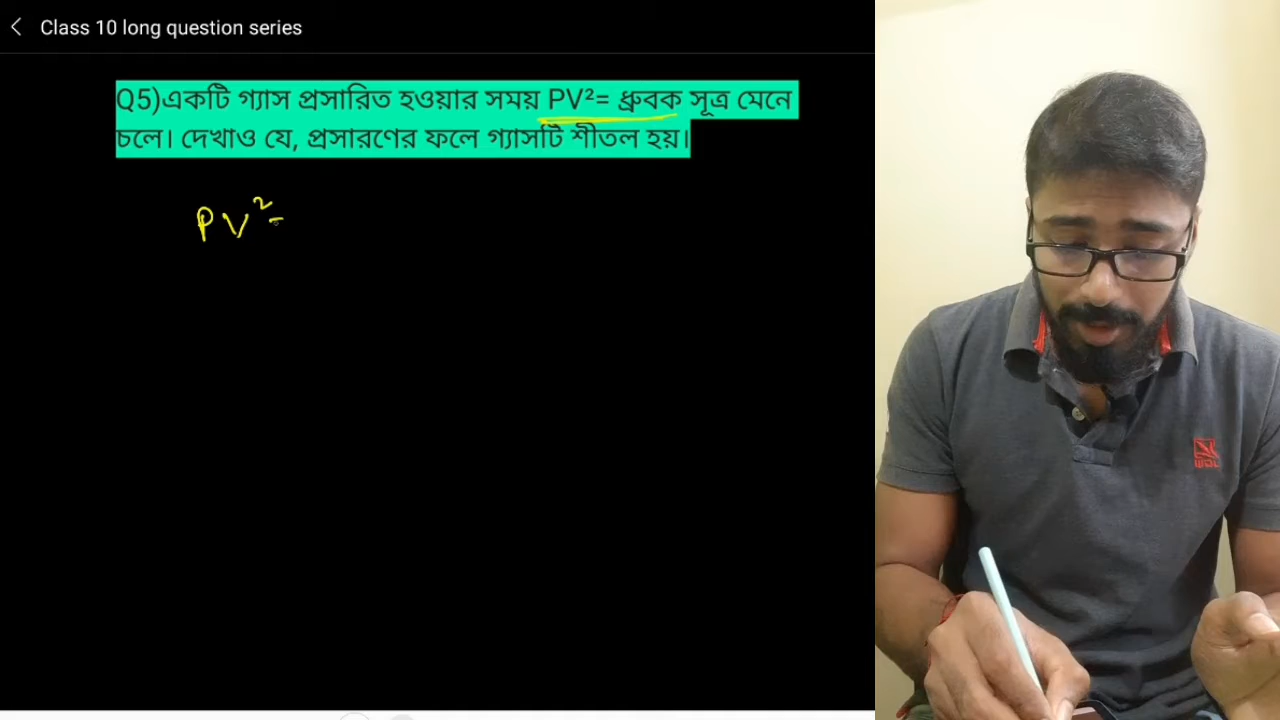 Class 10 long question series
Q5)একটি গ্যাস প্রসারিত হওয়ার সময় PV²= ধ্রুবক সূত্র মেনে
চলে। দেখাও যে, প্রসারণের ফলে গ্যাসটি শীতল হয়।
PV²=
WDL